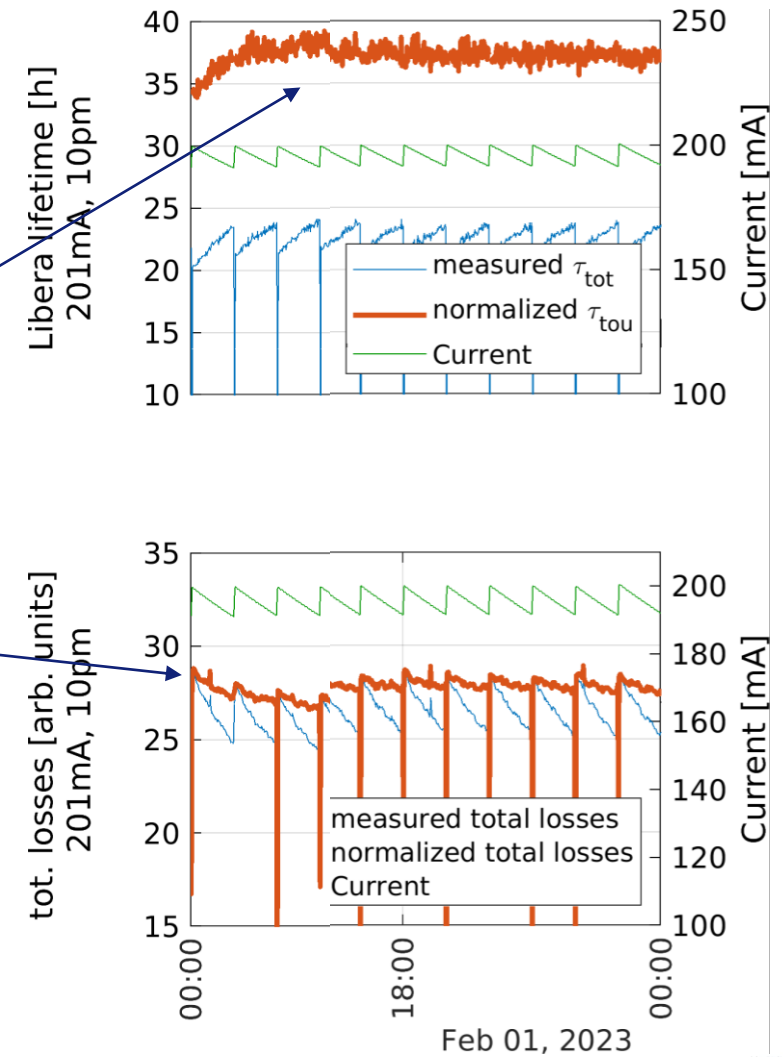 Libera lifetime [h]
201mA, 10pm
40
35
30
25
20
15
10
250
200
150
100
Current [mA]
measured τtot
normalized τtou
Current
tot. losses [arb. units]
201mA, 10pm
35
30
25
20
15
200
180
160
140
120
100
Current [mA]
measured total losses
normalized total losses
Current
00:00
18:00
00:00
Feb 01, 2023